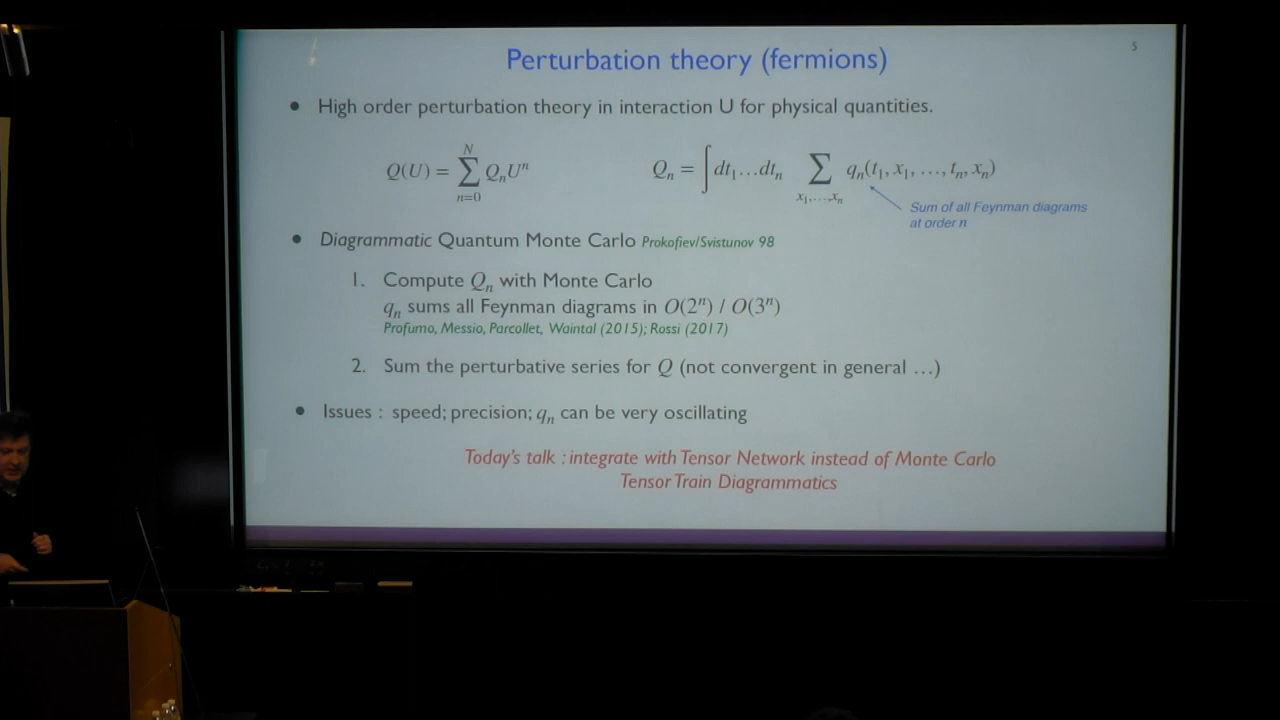 5
Perturbation theory (fermions)
• High order perturbation theory in interaction U for physical quantities.
Q(U) = ∑_{n=0}^{N} Q_n U^n
Q_n = ∫ dt_1…dt_n ∑_{x_1,…,x_n} q_n(t_1, x_1, …, t_n, x_n)
Sum of all Feynman diagrams
at order n
• Diagrammatic Quantum Monte Carlo Prokofiev/Svistunov 98
1. Compute Q_n with Monte Carlo
q_n sums all Feynman diagrams in O(2^n) / O(3^n)
Profumo, Messio, Parcollet, Waintal (2015); Rossi (2017)
2. Sum the perturbative series for Q (not convergent in general …)
• Issues : speed; precision; q_n can be very oscillating
Today's talk : integrate with Tensor Network instead of Monte Carlo
Tensor Train Diagrammatics